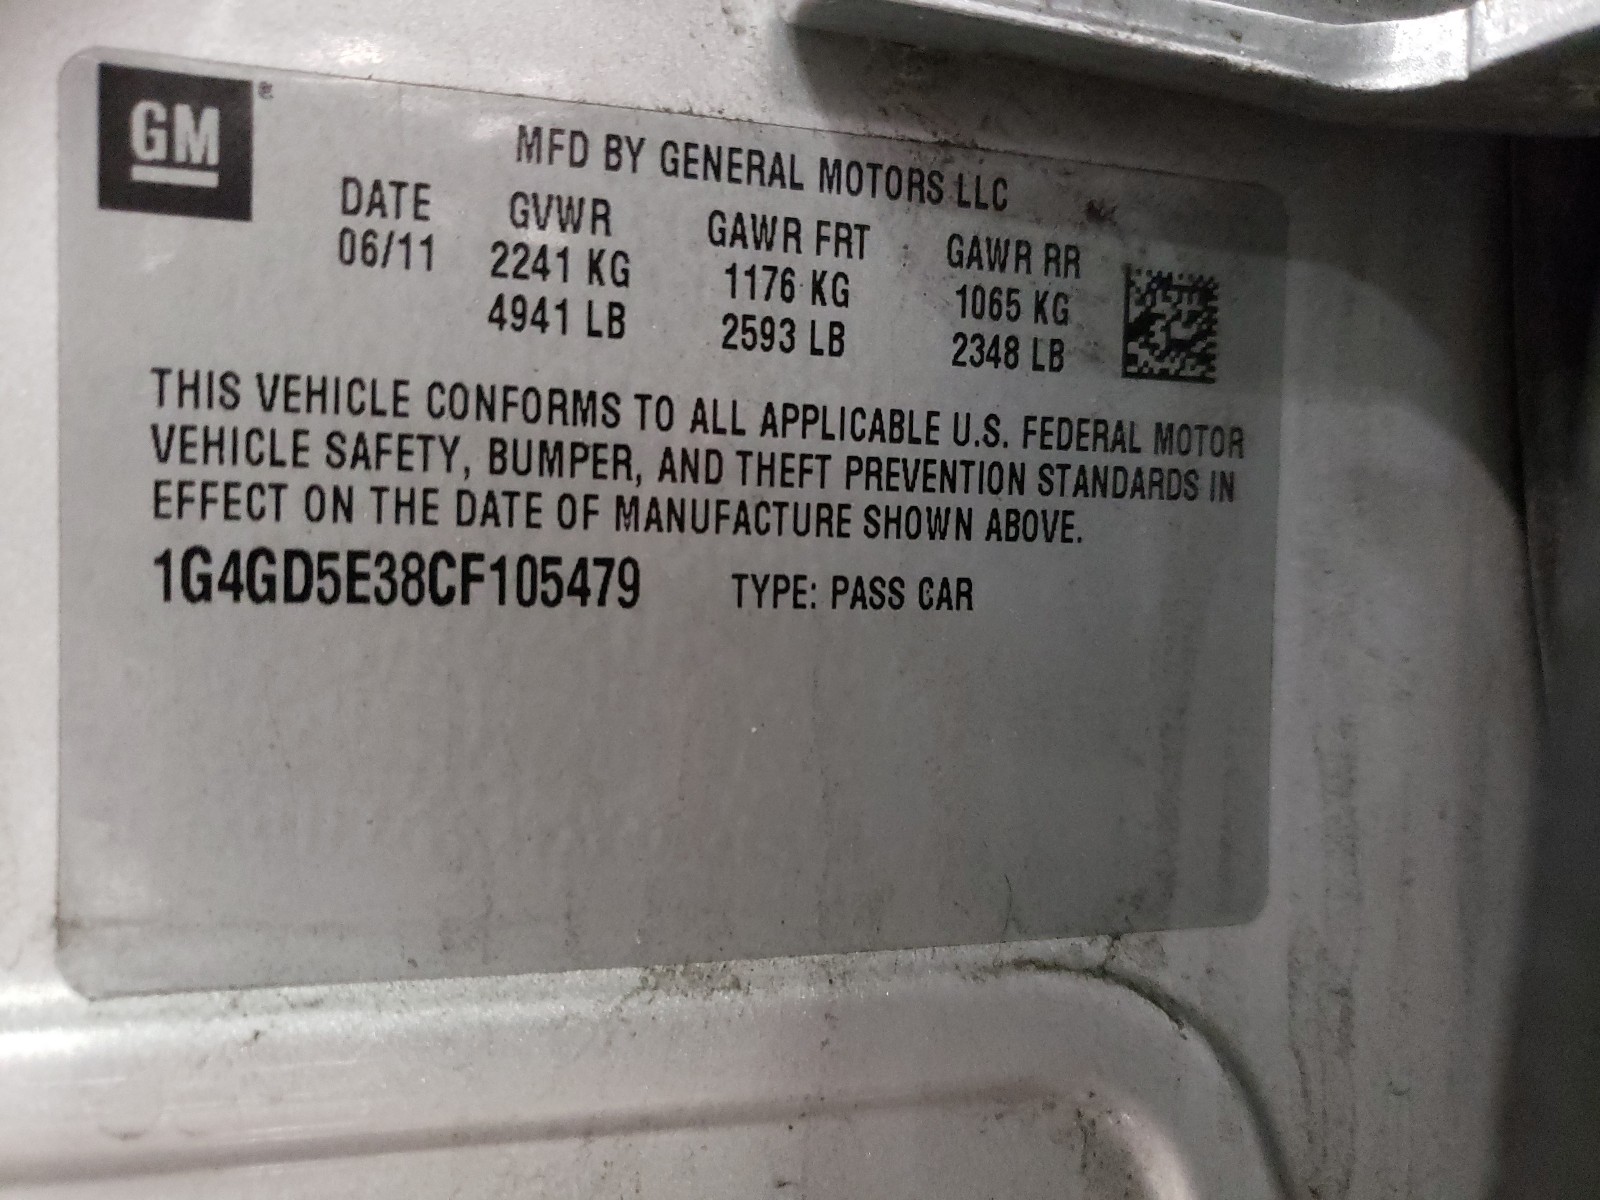 GM ®
MFD BY GENERAL MOTORS LLC
DATE GVWR GAWR FRT GAWR RR
06/11 2241 KG 1176 KG 1065 KG
4941 LB 2593 LB 2348 LB
THIS VEHICLE CONFORMS TO ALL APPLICABLE U.S. FEDERAL MOTOR
VEHICLE SAFETY, BUMPER, AND THEFT PREVENTION STANDARDS IN
EFFECT ON THE DATE OF MANUFACTURE SHOWN ABOVE.
1G4GD5E38CF105479 TYPE: PASS CAR